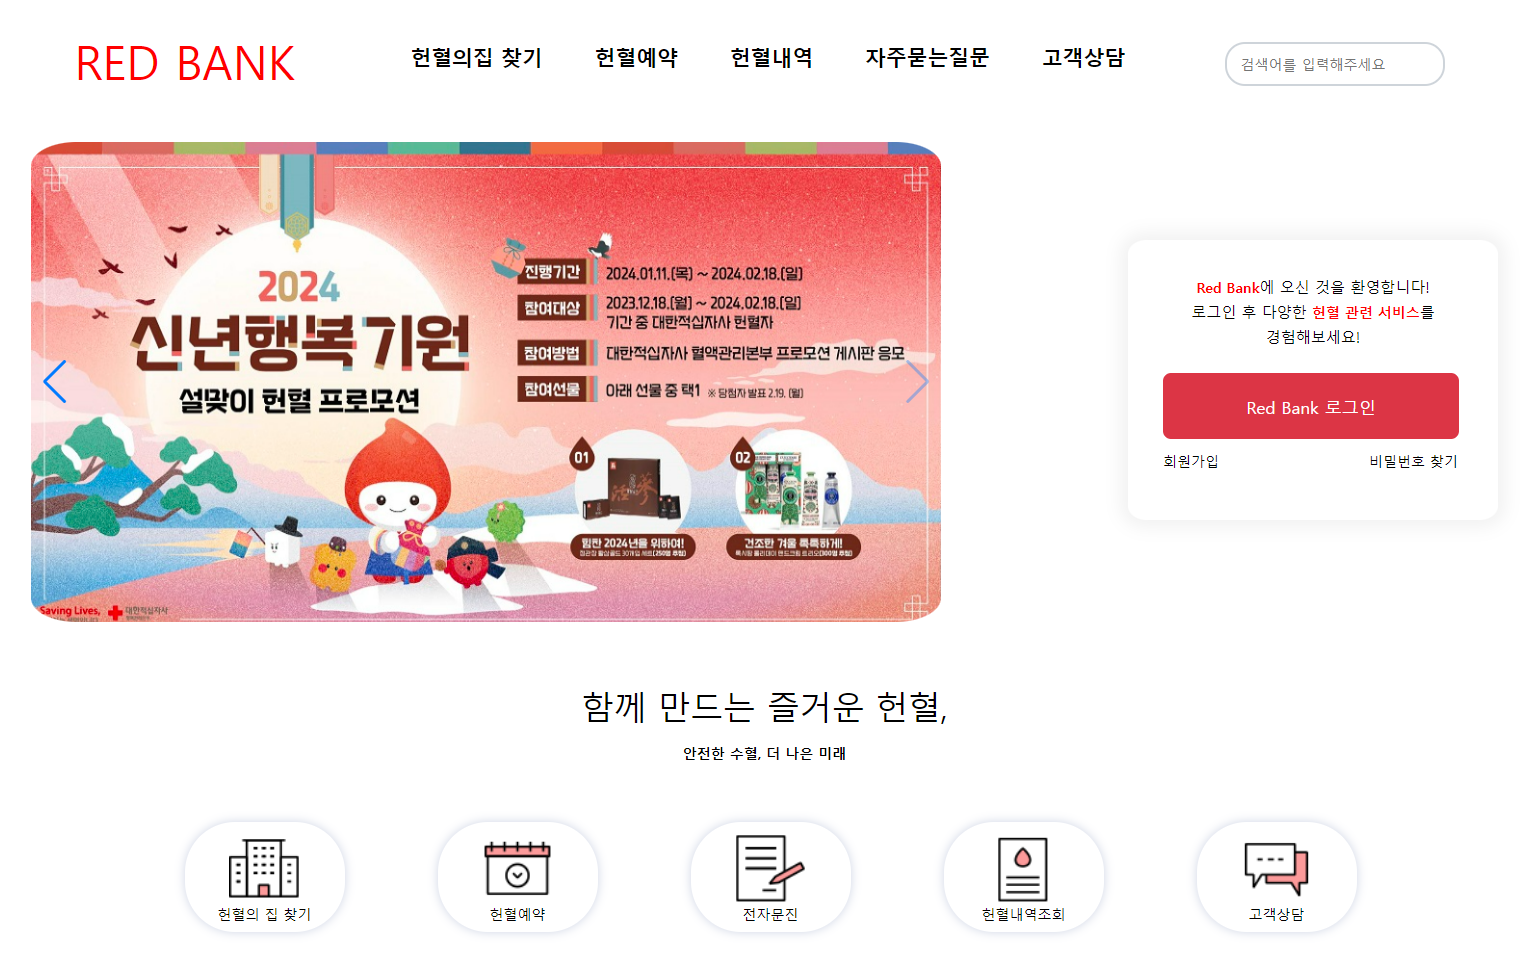 RED BANK
헌혈의집 찾기
헌혈예약
헌혈내역
자주묻는질문
고객상담
검색어를 입력해주세요
2024
신년행복기원
설맞이 헌혈 프로모션
진행기간 2024.01.11.(목) ~ 2024.02.18.(일)
참여대상 2023.12.18.(월) ~ 2024.02.18.(일)
기간 중 대한적십자사 헌혈자
참여방법 대한적십자사 혈액관리본부 프로모션 게시판 응모
참여선물 아래 선물 중 택1 ※ 당첨자 발표 2.19. (월)
01
02
힘찬 2024년을 위하여!
건조한 겨울 촉촉하게!
Saving Lives,
대한적십자사
Red Bank에 오신 것을 환영합니다!
로그인 후 다양한 헌혈 관련 서비스를
경험해보세요!
Red Bank 로그인
회원가입
비밀번호 찾기
함께 만드는 즐거운 헌혈,
안전한 수혈, 더 나은 미래
헌혈의 집 찾기
헌혈예약
전자문진
헌혈내역조회
고객상담